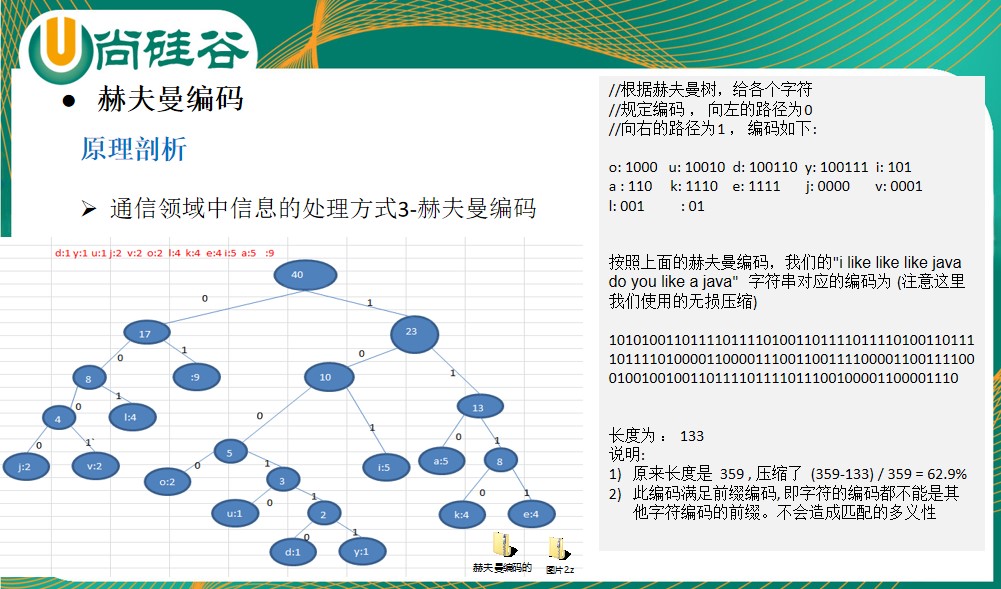 尚硅谷
● 赫夫曼编码
原理剖析
➢ 通信领域中信息的处理方式3-赫夫曼编码
d:1 y:1 u:1 j:2 v:2 o:2 l:4 k:4 e:4 i:5 a:5 :9
40
0 1
17 23
0 1 0 1
8 :9 10 13
0 1 0 1 0 1
4 l:4 5 i:5 a:5 8
0 1` 0 1 0 1
j:2 v:2 o:2 3 k:4 e:4
0 1
u:1 2
0 1
d:1 y:1
赫夫曼编码的
图片2.z
//根据赫夫曼树，给各个字符
//规定编码 ， 向左的路径为0
//向右的路径为1 ， 编码如下:
o: 1000 u: 10010 d: 100110 y: 100111 i: 101
a : 110 k: 1110 e: 1111 j: 0000 v: 0001
l: 001 : 01
按照上面的赫夫曼编码，我们的"i like like like java
do you like a java" 字符串对应的编码为 (注意这里
我们使用的无损压缩)
101010011011110111101001101111011110100110111
101111010000110000111001100111100001100111100
0100100100110111101111011100100001100001110
长度为 ： 133
说明:
1) 原来长度是 359 , 压缩了 (359-133) / 359 = 62.9%
2) 此编码满足前缀编码, 即字符的编码都不能是其
他字符编码的前缀。不会造成匹配的多义性